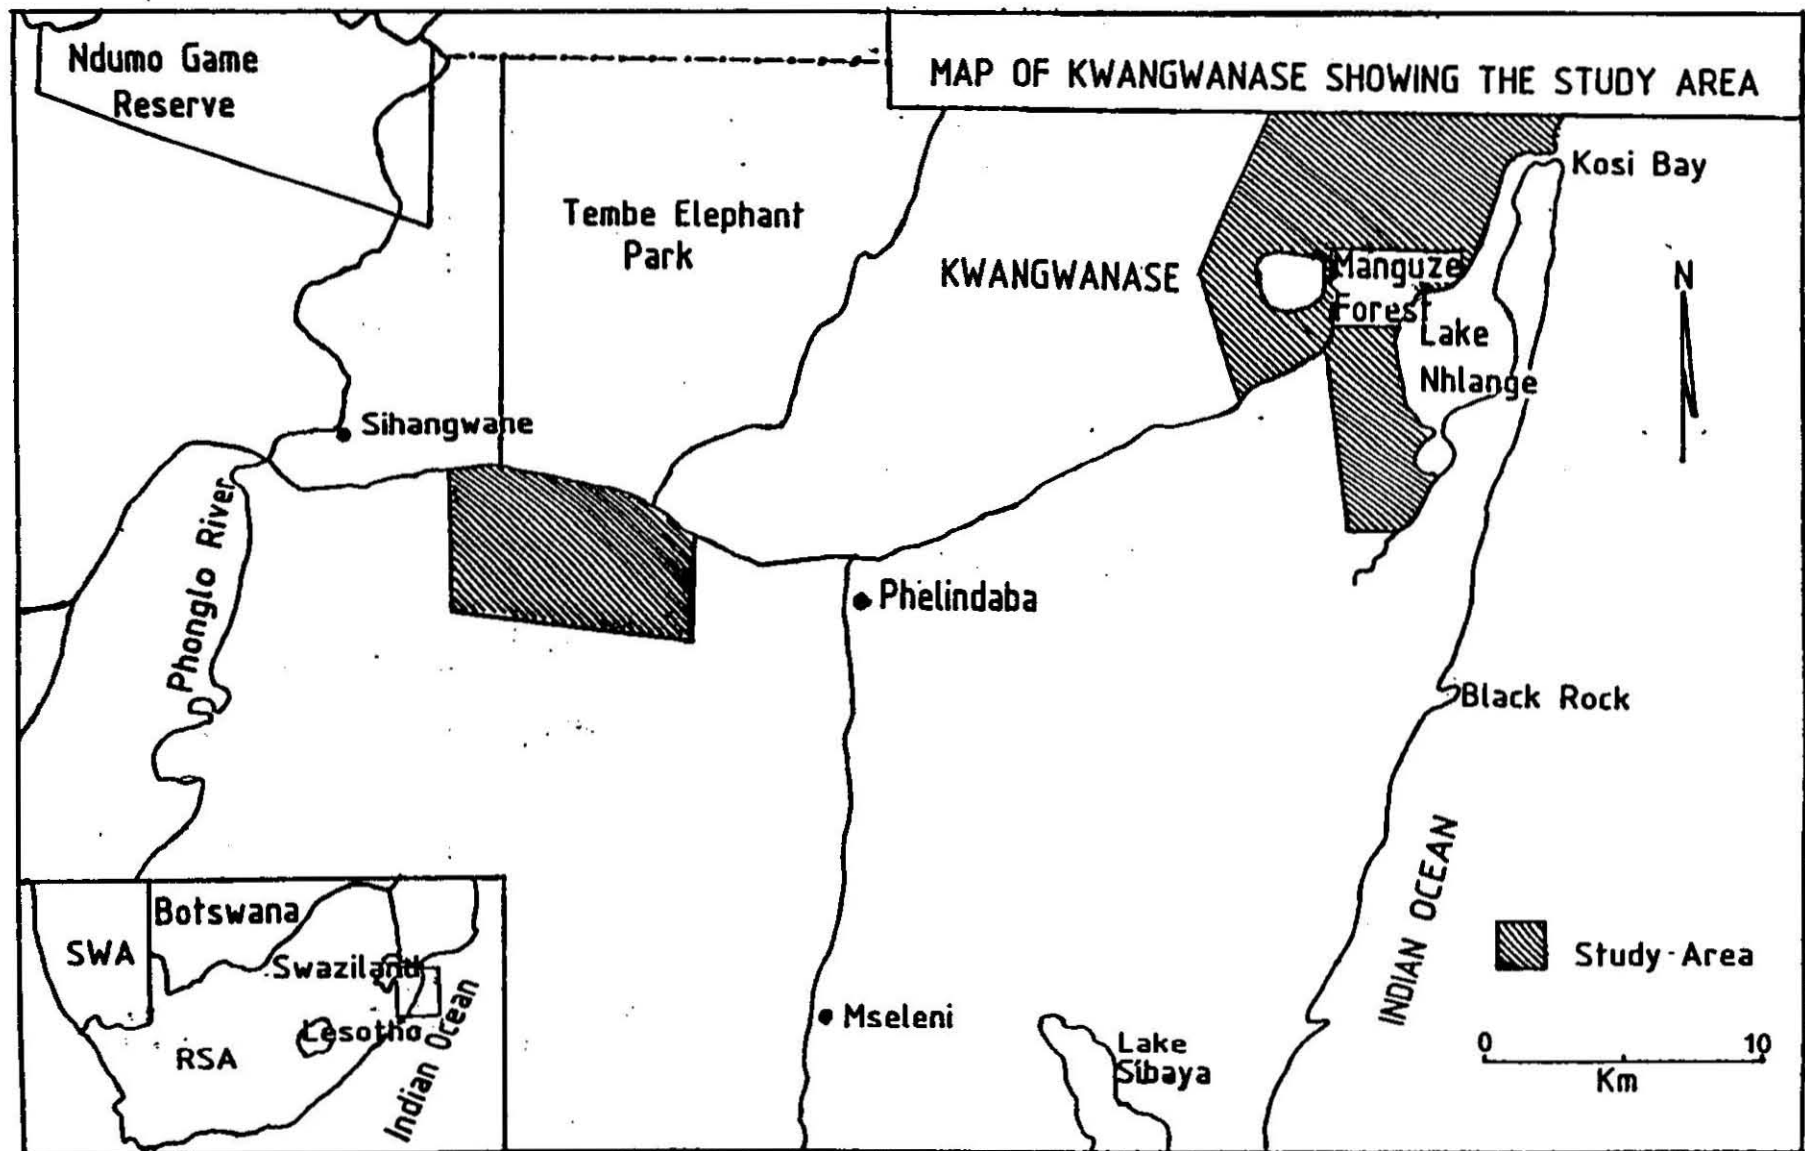 MAP OF KWANGWANASE SHOWING THE STUDY AREA
Ndumo Game
Reserve
Kosi Bay
Tembe Elephant
Park
KWANGWANASE
Manguze
Forest
Lake
Nhlange
N
Sihangwane
Phonglo River
Phelindaba
Black Rock
INDIAN OCEAN
Study-Area
Mseleni
Lake
Sibaya
0 10
Km
Botswana
SWA
Swaziland
Lesotho
RSA
Indian Ocean